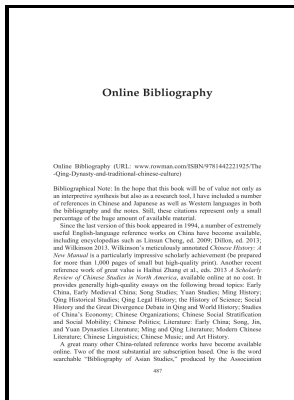 Online Bibliography
Online Bibliography (URL: www.rowman.com/ISBN/9781442221925/The
-Qing-Dynasty-and-traditional-chinese-culture)
Bibliographical Note: In the hope that this book will be of value not only as
an interpretive synthesis but also as a research tool, I have included a number
of references in Chinese and Japanese as well as Western languages in both
the bibliography and the notes. Still, these citations represent only a small
percentage of the huge amount of available material.
Since the last version of this book appeared in 1994, a number of extremely
useful English-language reference works on China have become available,
including encyclopedias such as Linsun Cheng, ed. 2009; Dillon, ed. 2013;
and Wilkinson 2013. Wilkinson's meticulously annotated Chinese History: A
New Manual is a particularly impressive scholarly achievement (be prepared
for more than 1,000 pages of small but high-quality print). Another recent
reference work of great value is Haihui Zhang et al., eds. 2013 A Scholarly
Review of Chinese Studies in North America, available online at no cost. It
provides generally high-quality essays on the following broad topics: Early
China, Early Medieval China; Song Studies; Yuan Studies; Ming History;
Qing Historical Studies; Qing Legal History; the History of Science; Social
History and the Great Divergence Debate in Qing and World History; Studies
of China's Economy; Chinese Organizations; Chinese Social Stratification
and Social Mobility; Chinese Politics; Literature: Early China; Song, Jin,
and Yuan Dynasties Literature; Ming and Qing Literature; Modern Chinese
Literature; Chinese Linguistics; Chinese Music; and Art History.
A great many other China-related reference works have become available
online. Two of the most substantial are subscription based. One is the word
searchable "Bibliography of Asian Studies," produced by the Association
487